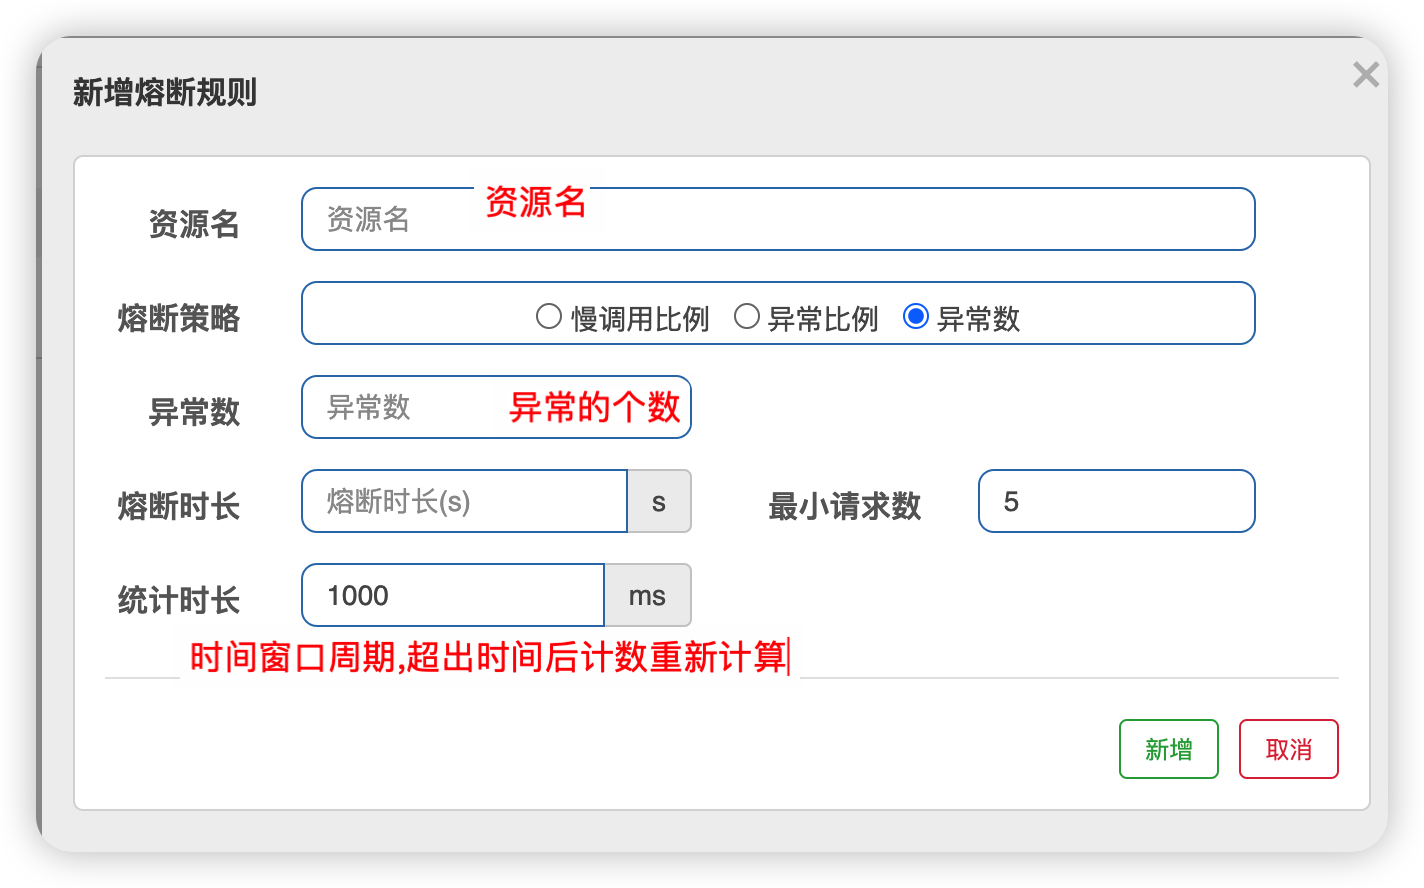 新增熔断规则
×
资源名 资源名 资源名
熔断策略 慢调用比例 异常比例 异常数
异常数 异常数 异常的个数
熔断时长 熔断时长(s) s 最小请求数 5
统计时长 1000 ms
时间窗口周期,超出时间后计数重新计算
新增 取消